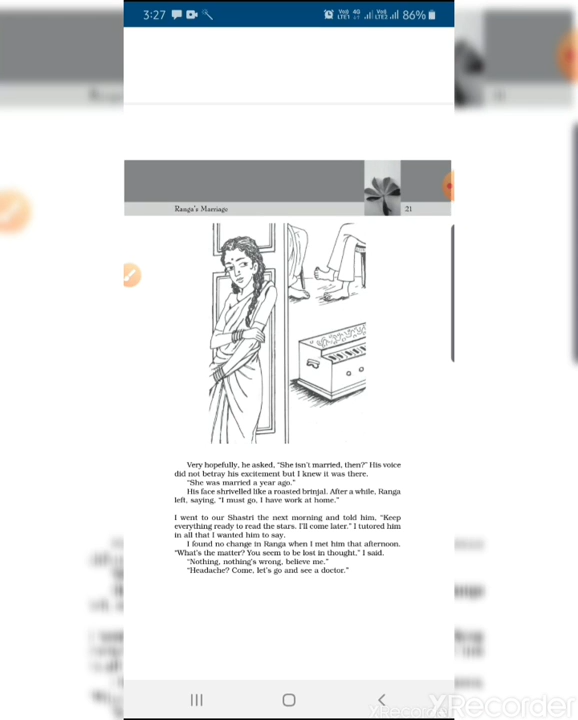 3:27
Vo) 4G Vo) 86%
LTE1 LTE2
Ranga's Marriage 21
Very hopefully, he asked, “She isn't married, then?” His voice
did not betray his excitement but I knew it was there.
“She was married a year ago.”
His face shrivelled like a roasted brinjal. After a while, Ranga
left, saying, “I must go, I have work at home.”
I went to our Shastri the next morning and told him, “Keep
everything ready to read the stars. I'll come later.” I tutored him
in all that I wanted him to say.
I found no change in Ranga when I met him that afternoon.
“What's the matter? You seem to be lost in thought,” I said.
“Nothing, nothing's wrong, believe me.”
“Headache? Come, let's go and see a doctor.”
XRecorder